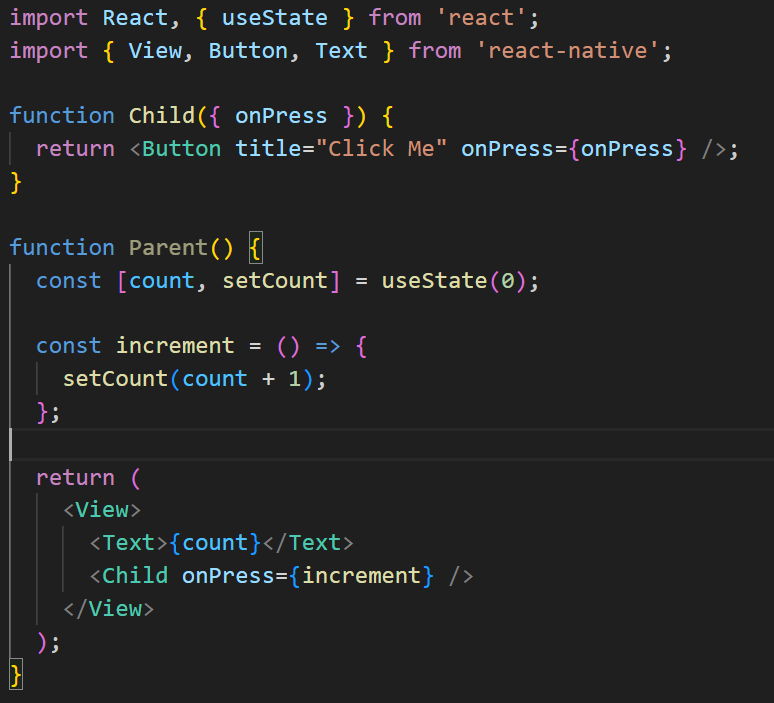 import React, { useState } from 'react';
import { View, Button, Text } from 'react-native';

function Child({ onPress }) {
  return <Button title="Click Me" onPress={onPress} />;
}

function Parent() {
  const [count, setCount] = useState(0);

  const increment = () => {
    setCount(count + 1);
  };

  return (
    <View>
      <Text>{count}</Text>
      <Child onPress={increment} />
    </View>
  );
}